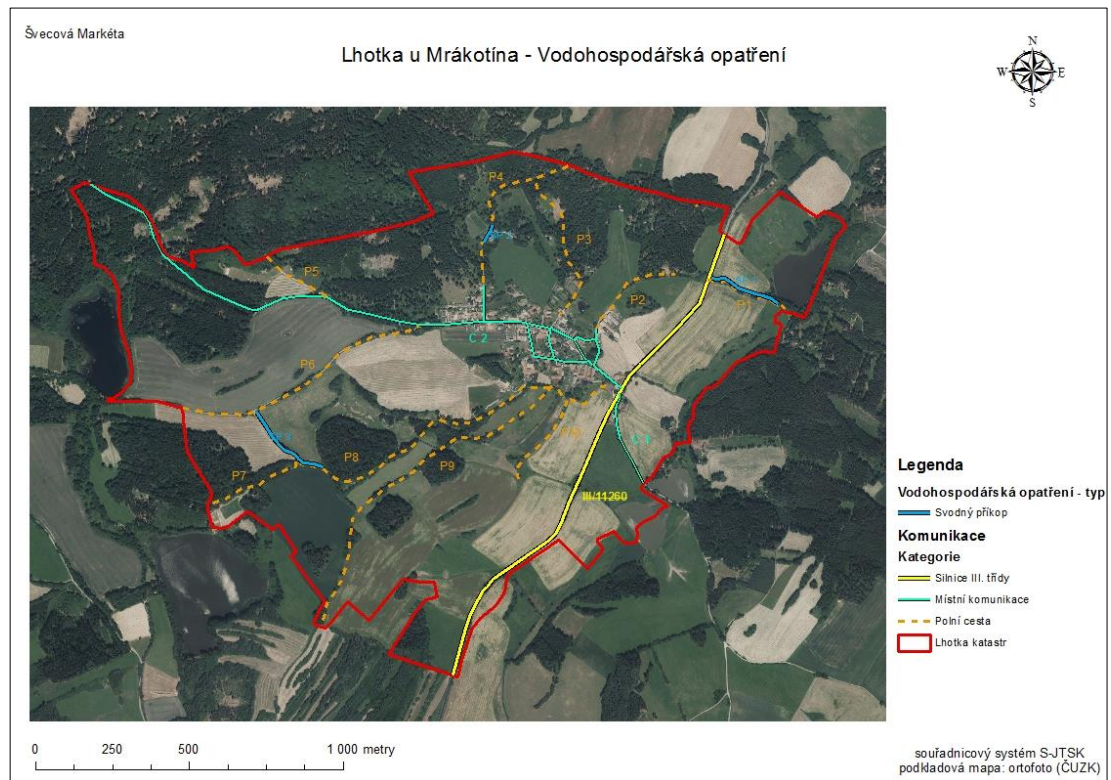 Švecová Markéta
Lhotka u Mrákotína - Vodohospodářská opatření
N
W
E
S
P4
P3
P5
P2
P1
C 2
P6
C 1
P8
P7
P9
III/11260
Legenda
Vodohospodářská opatření - typ
Svodný příkop
Komunikace
Kategorie
Silnice III. třídy
Místní komunikace
Polní cesta
Lhotka katastr
0 250 500 1 000 metry
souřadnicový systém S-JTSK
podkladová mapa: ortofoto (ČUZK)